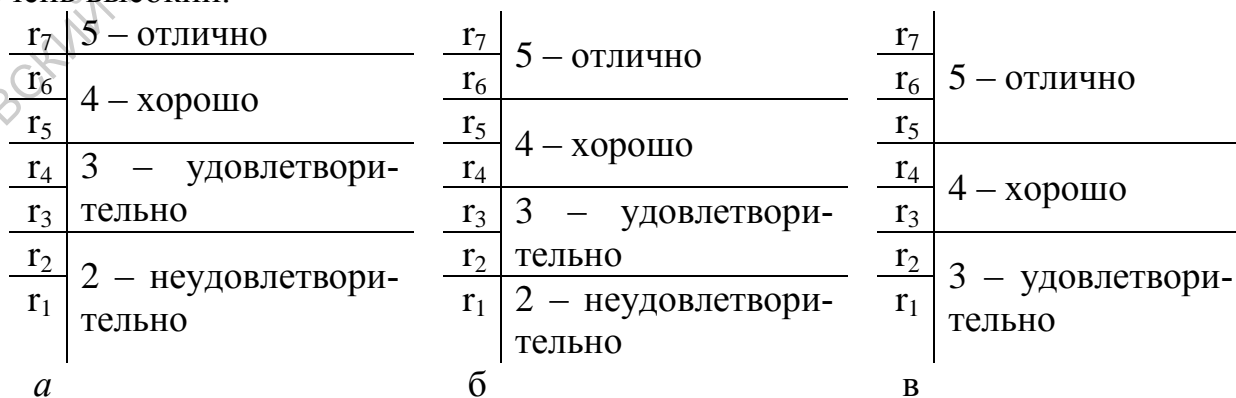 r7 5 – отлично
r6 4 – хорошо
r5
r4 3 – удовлетвори-
r3 тельно
r2 2 – неудовлетвори-
r1 тельно
а
r7 5 – отлично
r6
r5 4 – хорошо
r4
r3 3 – удовлетвори-
r2 тельно
r1 2 – неудовлетвори-
тельно
б
r7
r6 5 – отлично
r5
r4 4 – хорошо
r3
r2 3 – удовлетвори-
r1 тельно
в